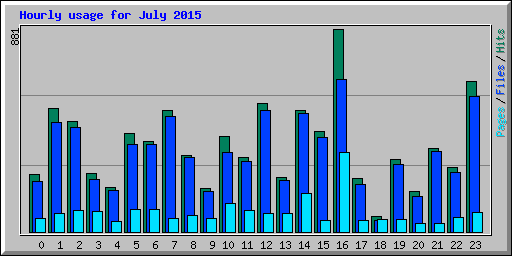 Hourly usage for July 2015
881
Pages/Files/Hits
0 1 2 3 4 5 6 7 8 9 10 11 12 13 14 15 16 17 18 19 20 21 22 23